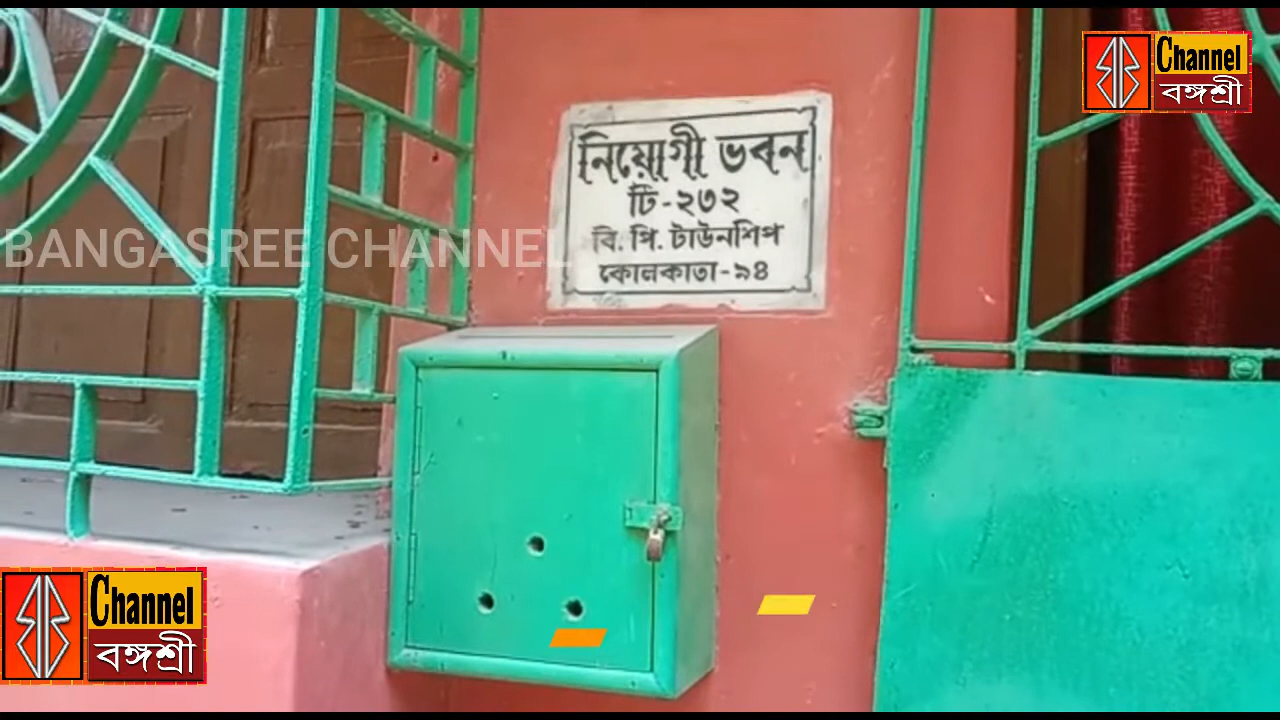 Channel
বঙ্গশ্রী
নিয়োগী ভবন
টি-২৩২
বি. পি. টাউনশিপ
কোলকাতা-৯৪
BANGASREE CHANNEL
Channel
বঙ্গশ্রী